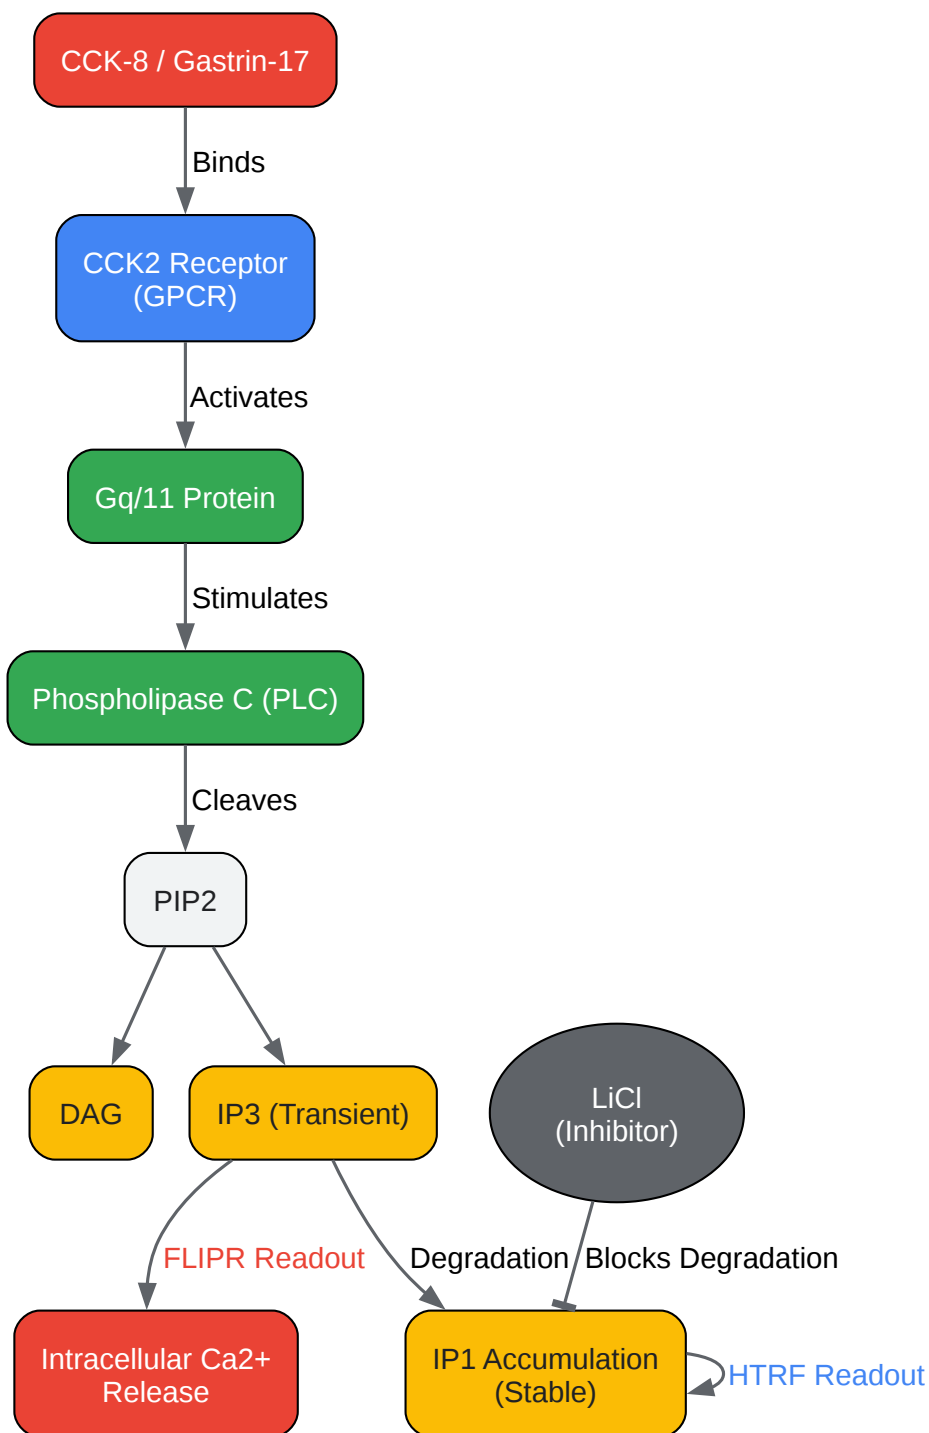 CCK-8 / Gastrin-17
Binds
CCK2 Receptor
(GPCR)
Activates
Gq/11 Protein
Stimulates
Phospholipase C (PLC)
Cleaves
PIP2
DAG
IP3 (Transient)
LiCl
(Inhibitor)
FLIPR Readout
Degradation
Blocks Degradation
Intracellular Ca2+
Release
IP1 Accumulation
(Stable)
HTRF Readout